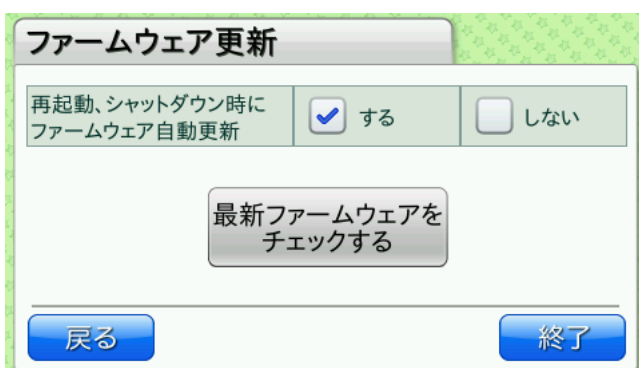 ファームウェア更新
再起動、シャットダウン時に
ファームウェア自動更新
する
しない
最新ファームウェアを
チェックする
戻る
終了